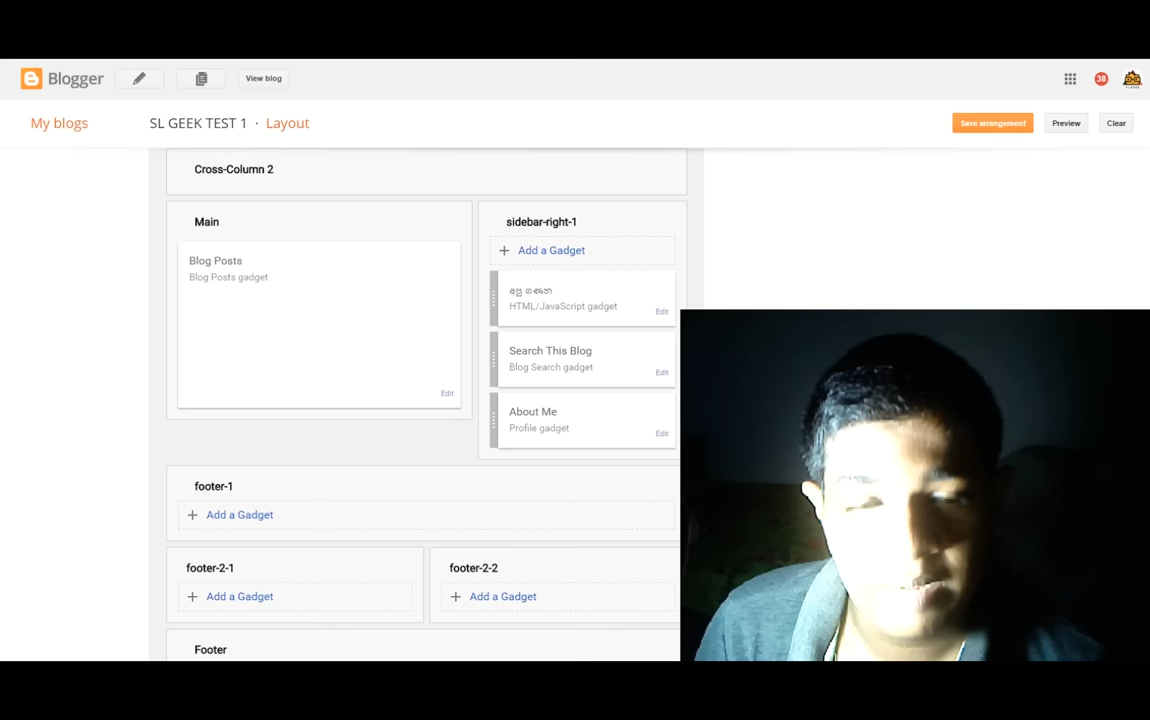 Blogger
View blog
38
My blogs
SL GEEK TEST 1 · Layout
Save arrangement
Preview
Clear
Cross-Column 2
Main
Blog Posts
Blog Posts gadget
Edit
sidebar-right-1
+ Add a Gadget
අප ගැන
HTML/JavaScript gadget
Edit
Search This Blog
Blog Search gadget
Edit
About Me
Profile gadget
Edit
footer-1
+ Add a Gadget
footer-2-1
+ Add a Gadget
footer-2-2
+ Add a Gadget
Footer